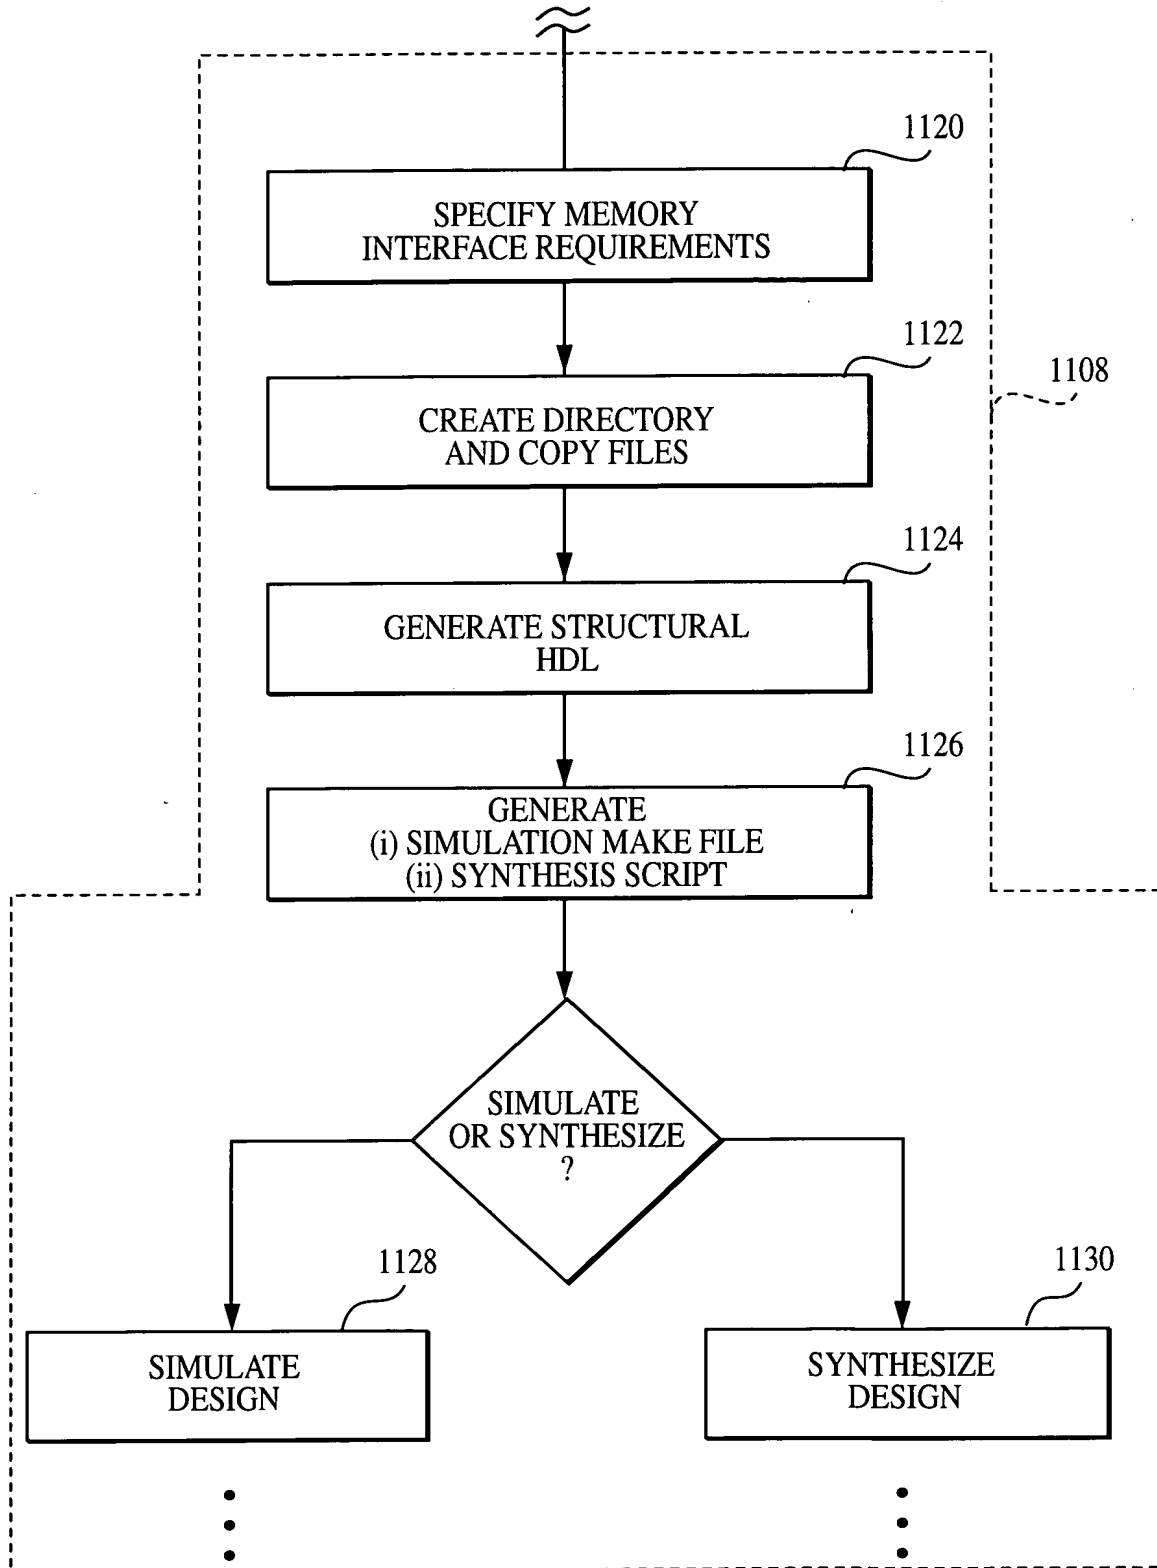 1120
SPECIFY MEMORY
INTERFACE REQUIREMENTS
1122
1108
CREATE DIRECTORY
AND COPY FILES
1124
GENERATE STRUCTURAL
HDL
1126
GENERATE
(i) SIMULATION MAKE FILE
(ii) SYNTHESIS SCRIPT
SIMULATE
OR SYNTHESIZE
?
1128
SIMULATE
DESIGN
1130
SYNTHESIZE
DESIGN